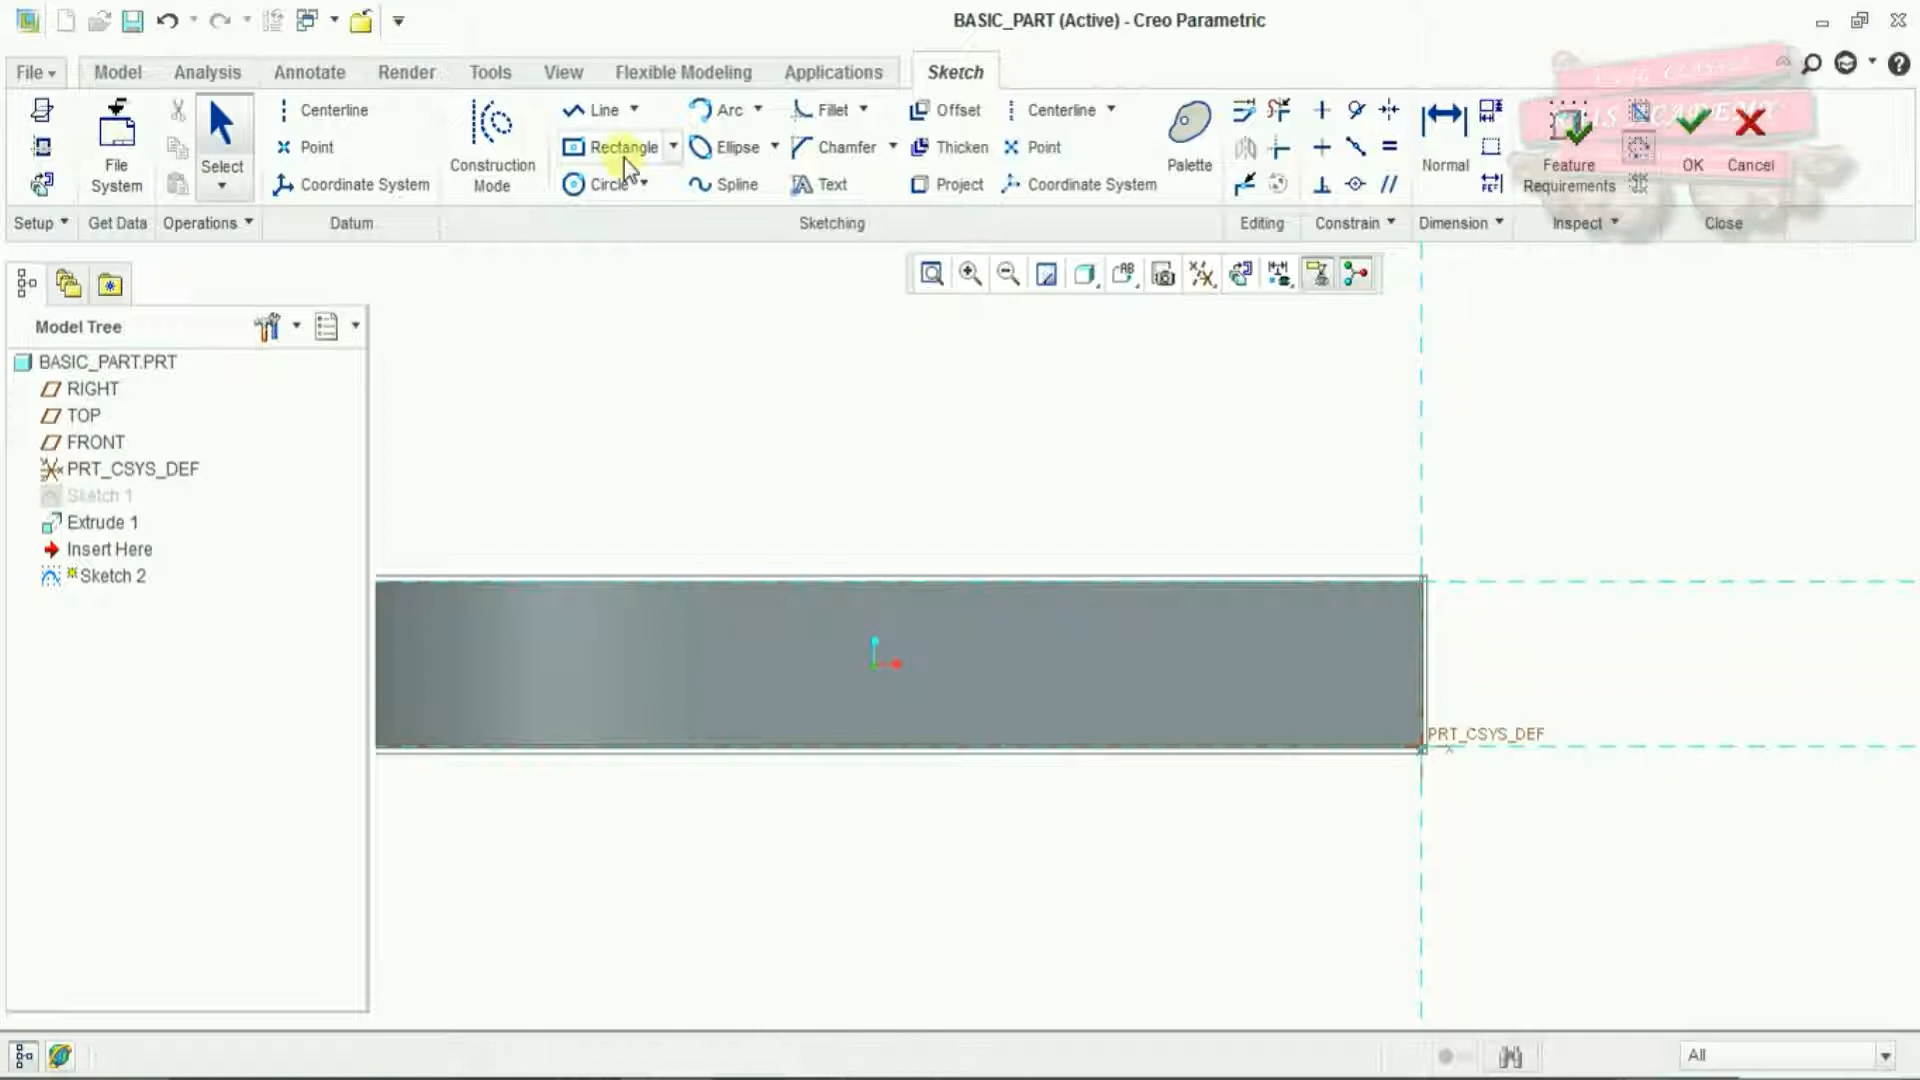 BASIC_PART (Active) - Creo Parametric
File Model Analysis Annotate Render Tools View Flexible Modeling Applications Sketch
Centerline Line Arc Fillet Offset Centerline
Point Rectangle Ellipse Chamfer Thicken Point
Coordinate System Circle Spline Text Project Coordinate System
File System
Select
Construction Mode
Palette
Normal
Feature Requirements
OK Cancel
Setup Get Data Operations Datum Sketching Editing Constrain Dimension Inspect Close
Model Tree
BASIC_PART.PRT
RIGHT
TOP
FRONT
PRT_CSYS_DEF
Sketch 1
Extrude 1
Insert Here
Sketch 2
PRT_CSYS_DEF
All